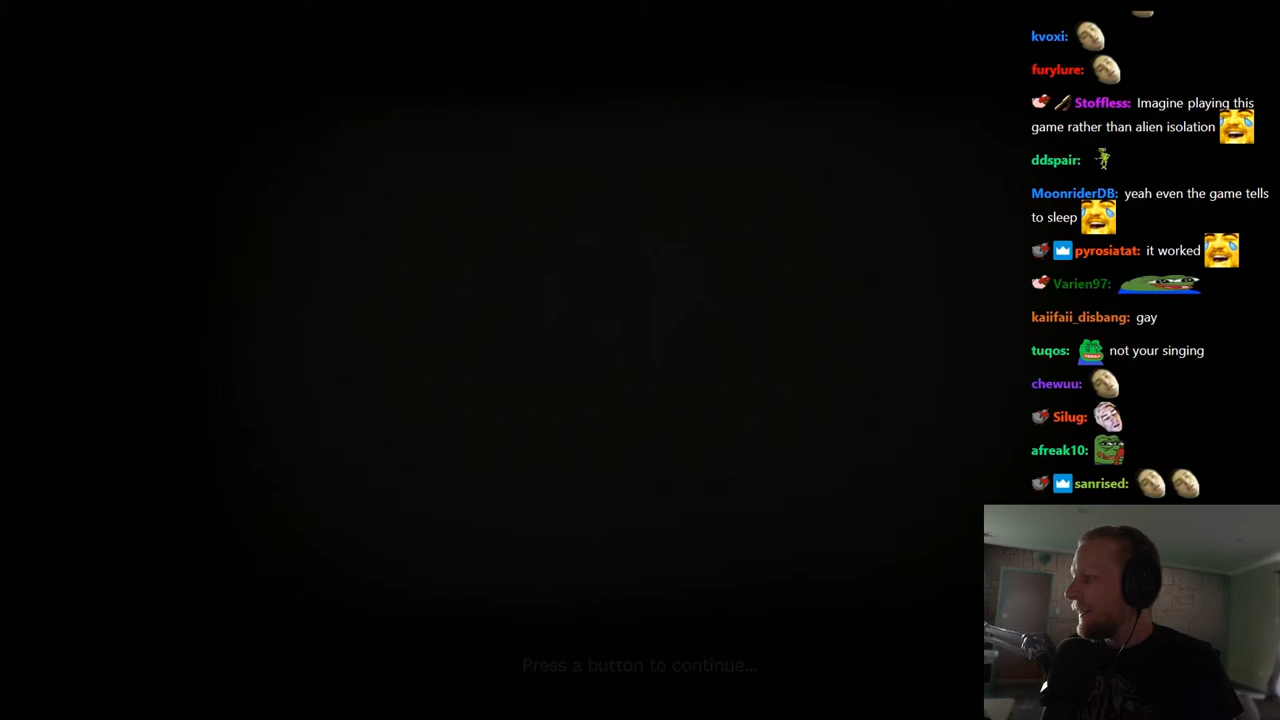 kvoxi:
furylure:
Stoffless: Imagine playing this
game rather than alien isolation
ddspair:
MoonriderDB: yeah even the game tells
to sleep
pyrosiatat: it worked
Varien97:
kaiifaii_disbang: gay
tuqos: not your singing
chewuu:
Silug:
afreak10:
sanrised:
Press a button to continue...